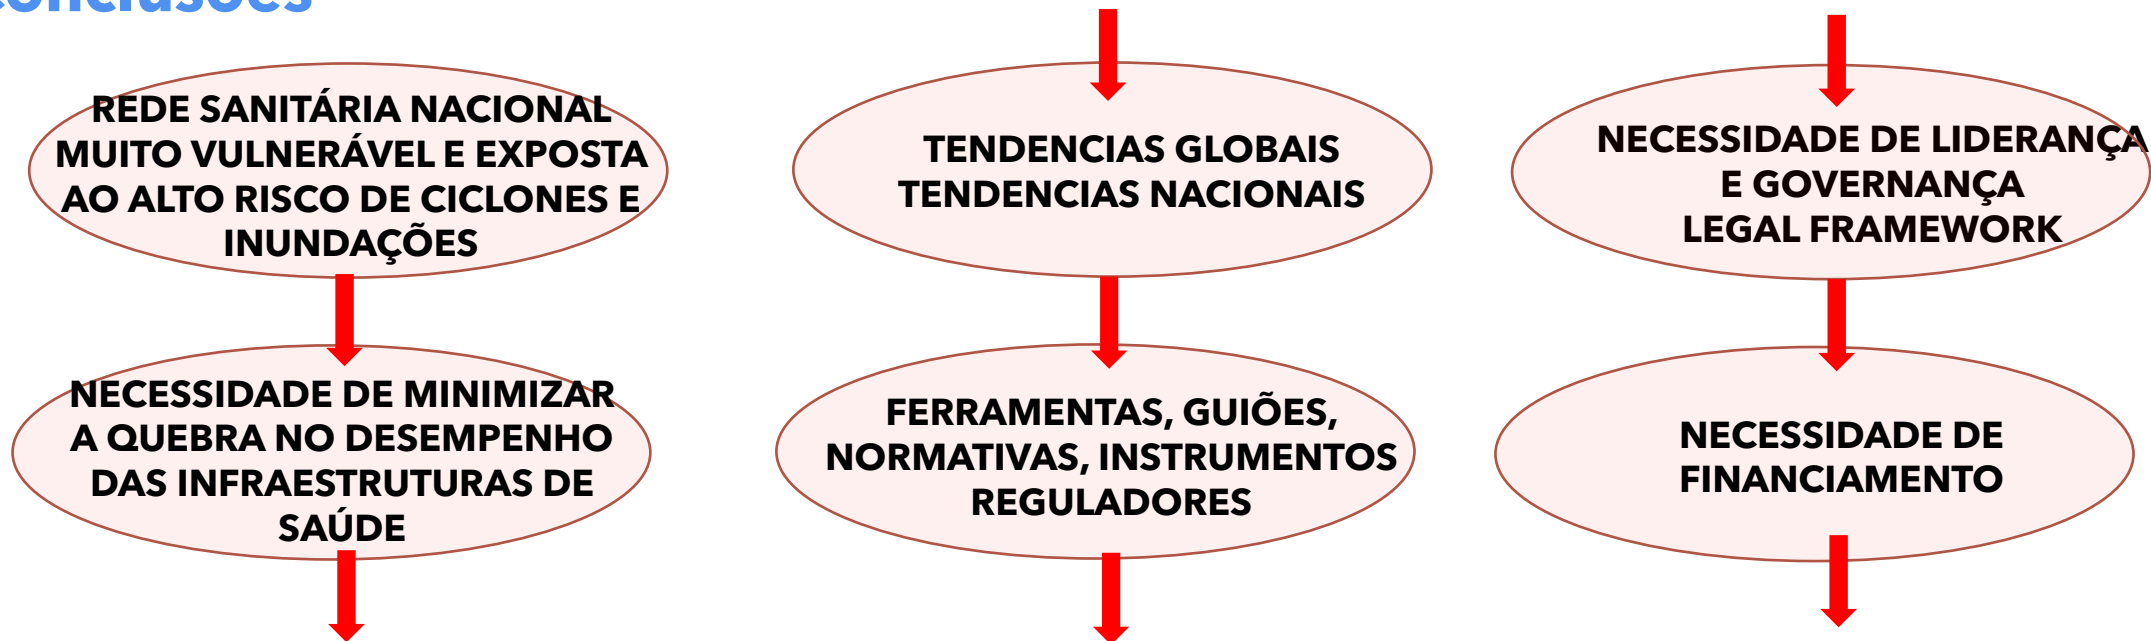 conclusões
REDE SANITÁRIA NACIONAL
MUITO VULNERÁVEL E EXPOSTA
AO ALTO RISCO DE CICLONES E
INUNDAÇÕES
NECESSIDADE DE MINIMIZAR
A QUEBRA NO DESEMPENHO
DAS INFRAESTRUTURAS DE
SAÚDE
TENDENCIAS GLOBAIS
TENDENCIAS NACIONAIS
FERRAMENTAS, GUIÕES,
NORMATIVAS, INSTRUMENTOS
REGULADORES
NECESSIDADE DE LIDERANÇA
E GOVERNANÇA
LEGAL FRAMEWORK
NECESSIDADE DE
FINANCIAMENTO